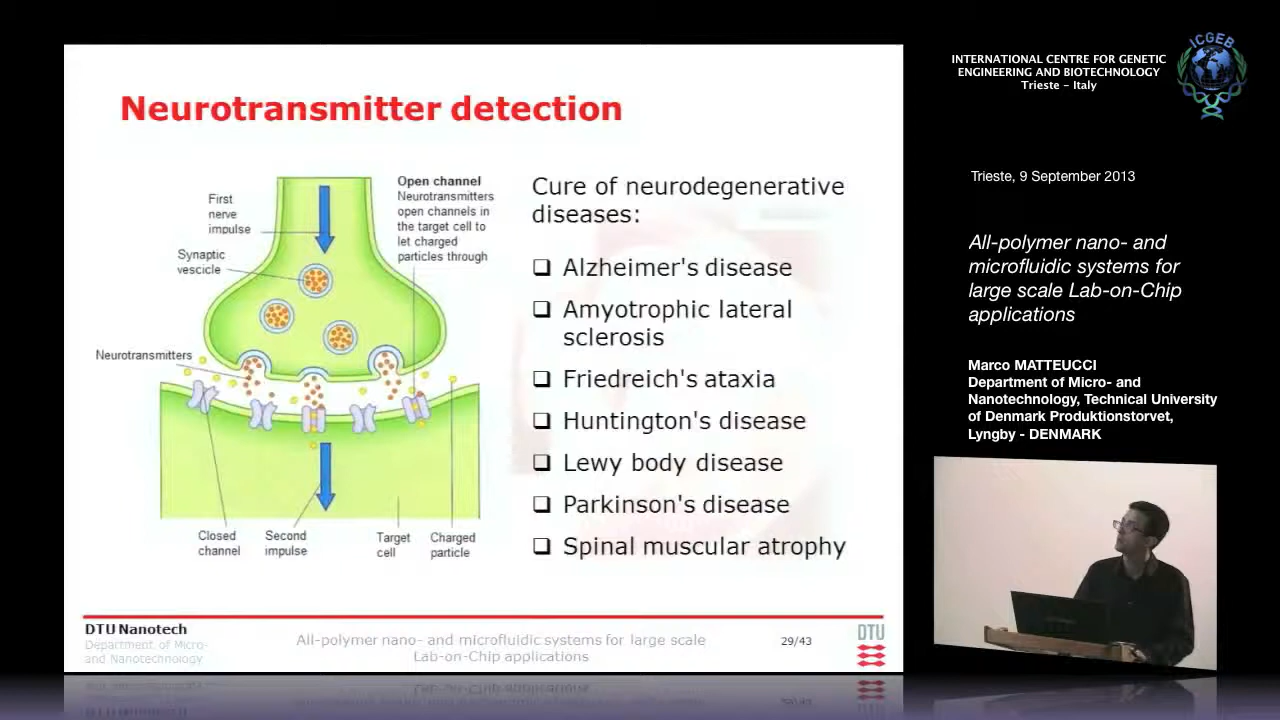 Neurotransmitter detection
First
nerve
impulse
Synaptic
vesicle
Open channel
Neurotransmitters
open channels in
the target cell to
let charged
particles through
Neurotransmitters
Closed
channel
Second
impulse
Target
cell
Charged
particle
Cure of neurodegenerative
diseases:
Alzheimer's disease
Amyotrophic lateral
sclerosis
Friedreich's ataxia
Huntington's disease
Lewy body disease
Parkinson's disease
Spinal muscular atrophy
DTU Nanotech
Department of Micro-
and Nanotechnology
All-polymer nano- and microfluidic systems for large scale
Lab-on-Chip applications
29/43
DTU
INTERNATIONAL CENTRE FOR GENETIC
ENGINEERING AND BIOTECHNOLOGY
Trieste – Italy
ICGEB
Trieste, 9 September 2013
All-polymer nano- and
microfluidic systems for
large scale Lab-on-Chip
applications
Marco MATTEUCCI
Department of Micro- and
Nanotechnology, Technical University
of Denmark Produktionstorvet,
Lyngby - DENMARK